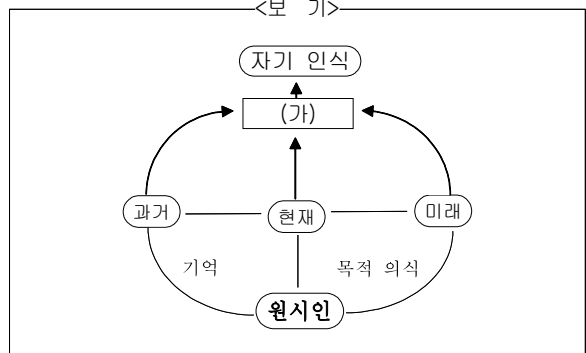 <보 기>
자기 인식
(가)
과거
현재
미래
기억
목적 의식
원시인